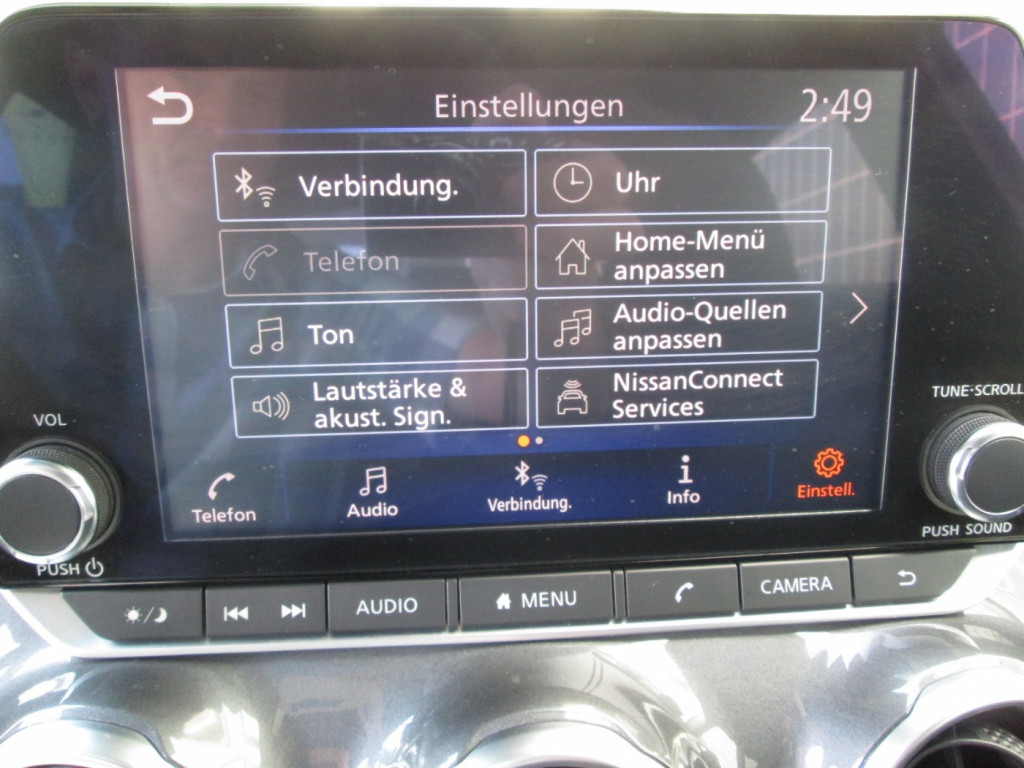 Einstellungen
2:49
Verbindung.
Uhr
Telefon
Home-Menü
anpassen
Ton
Audio-Quellen
anpassen
Lautstärke &
akust. Sign.
NissanConnect
Services
Telefon
Audio
Verbindung.
Info
Einstell.
VOL
PUSH
TUNE·SCROLL
PUSH SOUND
AUDIO
MENU
CAMERA